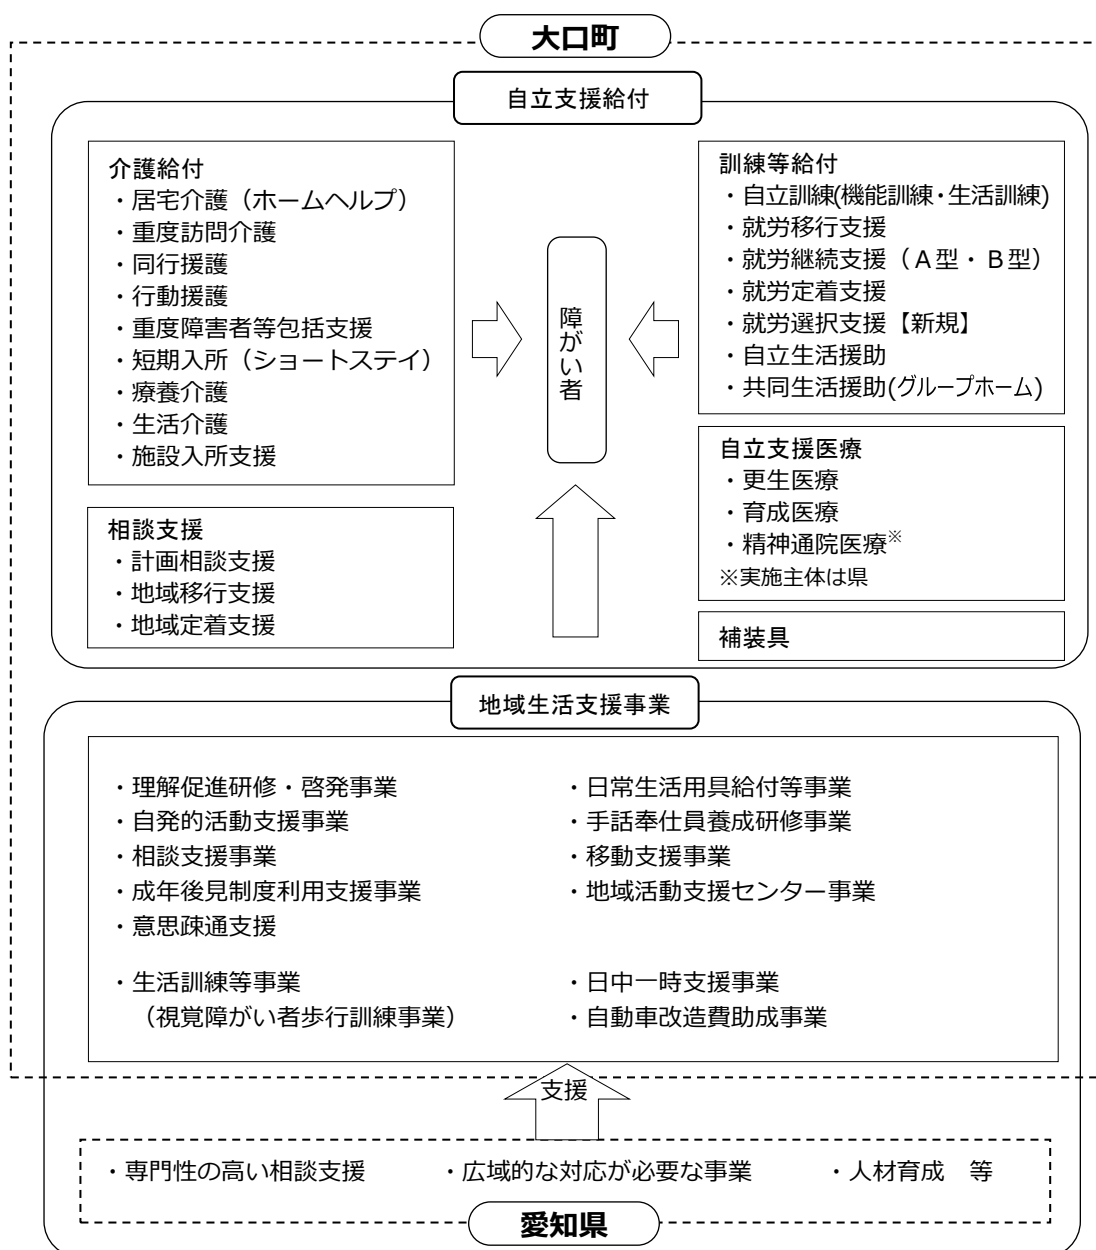 大口町
自立支援給付
介護給付
・居宅介護（ホームヘルプ）
・重度訪問介護
・同行援護
・行動援護
・重度障害者等包括支援
・短期入所（ショートステイ）
・療養介護
・生活介護
・施設入所支援
相談支援
・計画相談支援
・地域移行支援
・地域定着支援
障がい者
訓練等給付
・自立訓練(機能訓練・生活訓練)
・就労移行支援
・就労継続支援（Ａ型・Ｂ型）
・就労定着支援
・就労選択支援【新規】
・自立生活援助
・共同生活援助(グループホーム)
自立支援医療
・更生医療
・育成医療
・精神通院医療※
※実施主体は県
補装具
地域生活支援事業
・理解促進研修・啓発事業
・自発的活動支援事業
・相談支援事業
・成年後見制度利用支援事業
・意思疎通支援
・日常生活用具給付等事業
・手話奉仕員養成研修事業
・移動支援事業
・地域活動支援センター事業
・生活訓練等事業
（視覚障がい者歩行訓練事業）
・日中一時支援事業
・自動車改造費助成事業
支援
・専門性の高い相談支援
・広域的な対応が必要な事業
・人材育成　等
愛知県